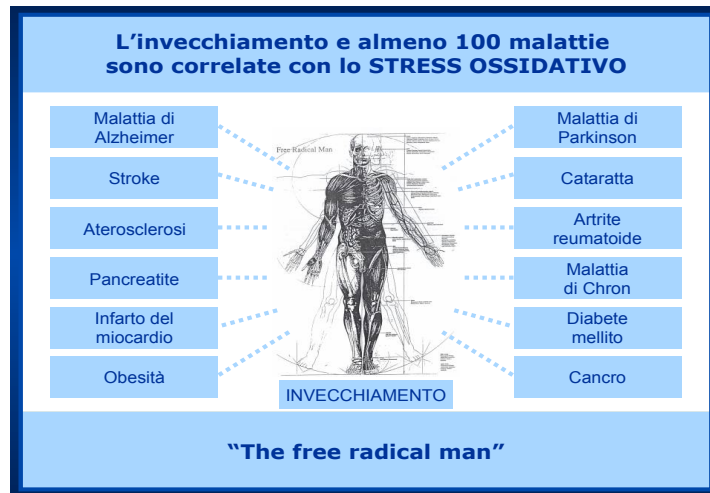 L'invecchiamento e almeno 100 malattie
sono correlate con lo STRESS OSSIDATIVO
Malattia di
Alzheimer
Stroke
Aterosclerosi
Pancreatite
Infarto del
miocardio
Obesità
Free Radical Man
INVECCHIAMENTO
Malattia di
Parkinson
Cataratta
Artrite
reumatoide
Malattia
di Chron
Diabete
mellito
Cancro
“The free radical man”